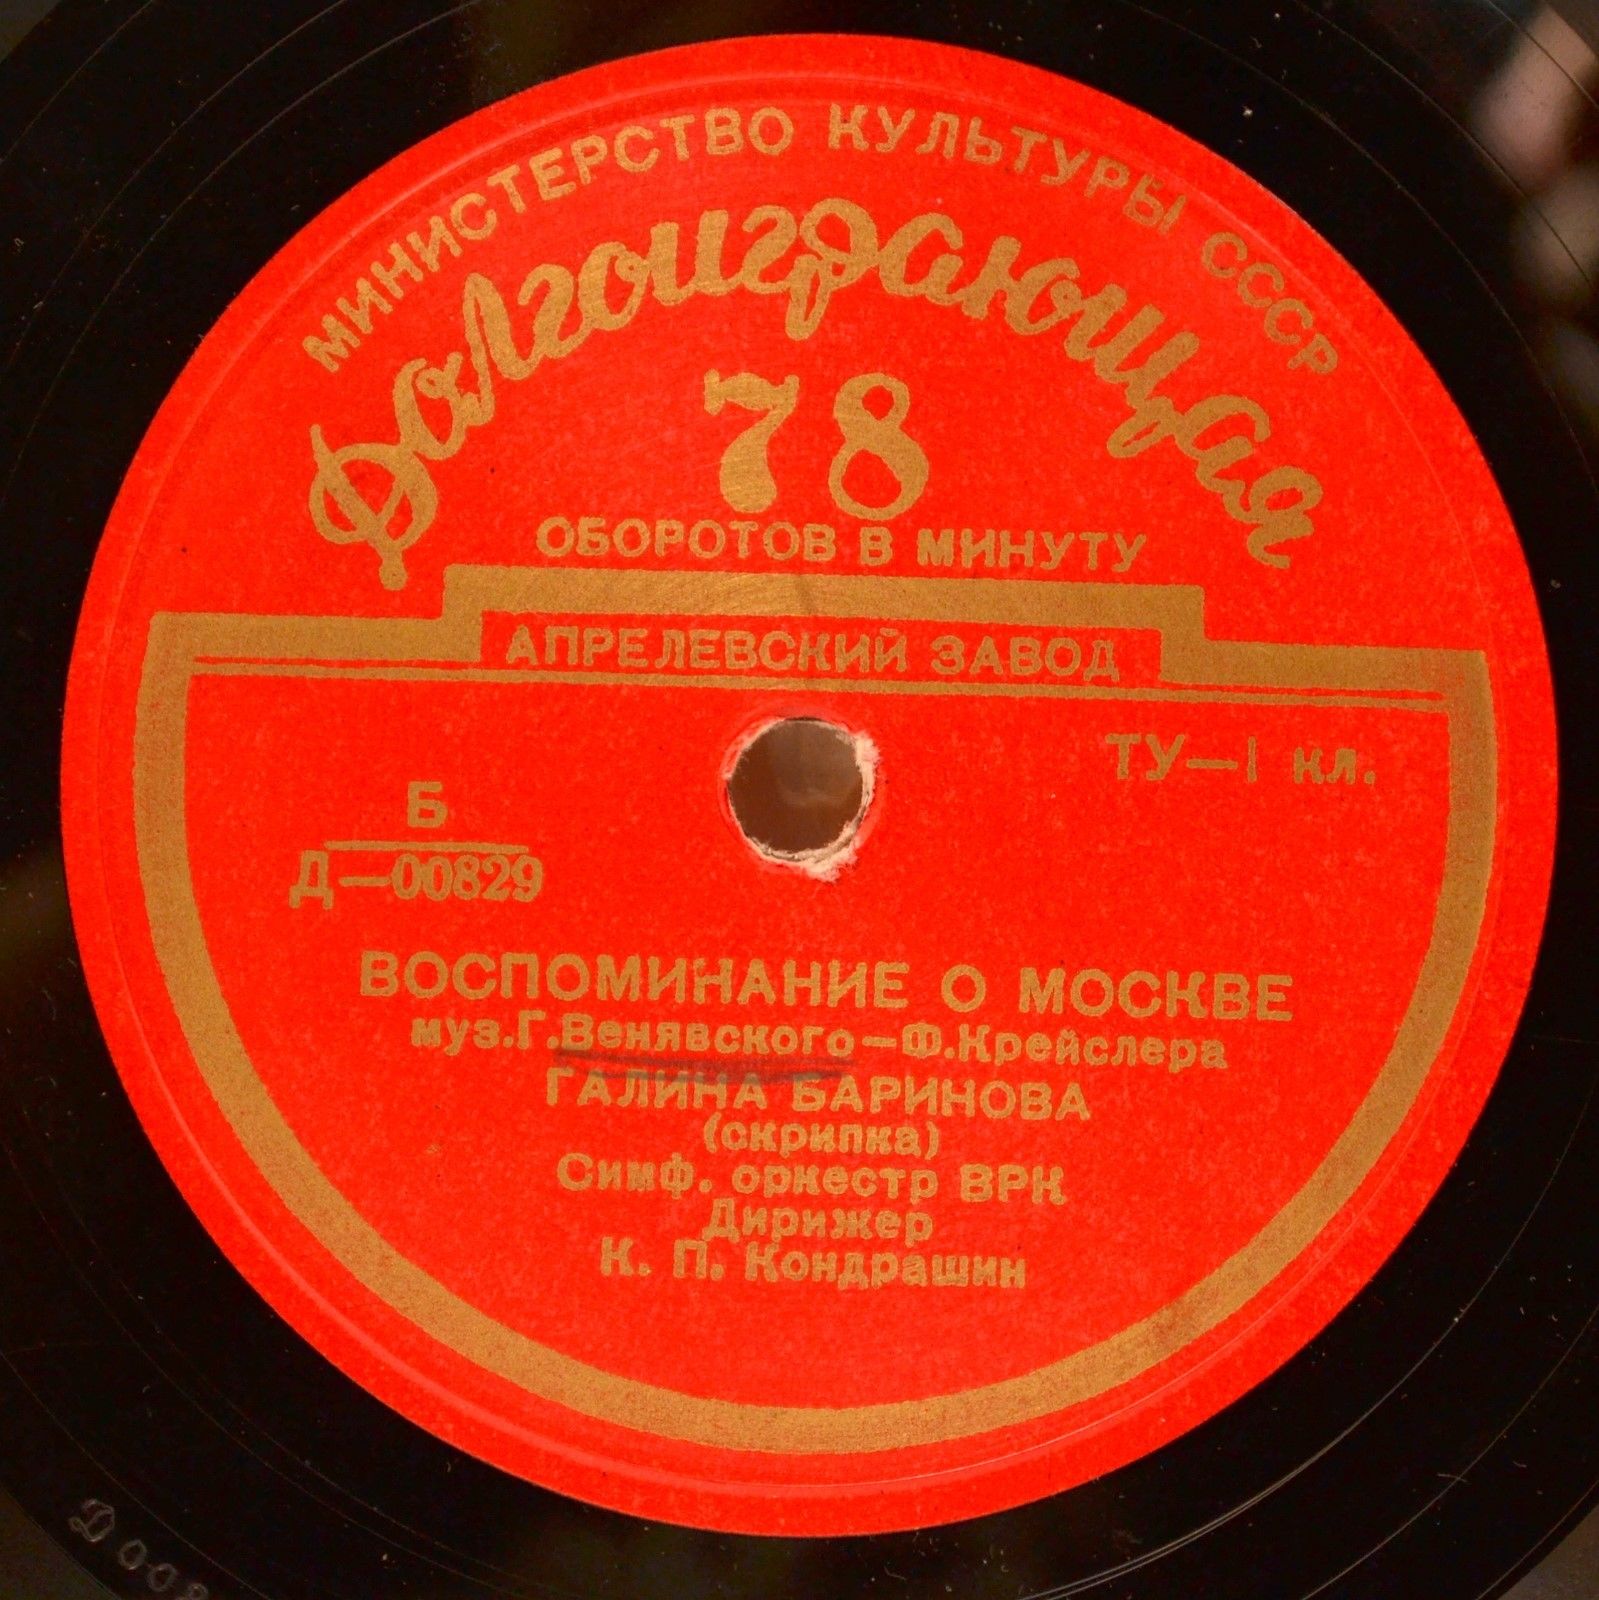 МИНИСТЕРСТВО КУЛЬТУРЫ СССР
Долгоиграющая
78
ОБОРОТОВ В МИНУТУ
АПРЕЛЕВСКИЙ ЗАВОД
ТУ—I кл.
Б
Д—00829
ВОСПОМИНАНИЕ О МОСКВЕ
муз.Г.Венявского—Ф.Крейслера
ГАЛИНА БАРИНОВА
(скрипка)
Симф. оркестр ВРК
Дирижер
К. П. Кондрашин